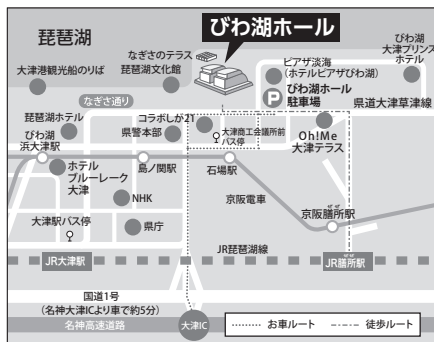 びわ湖ホール
琵琶湖
なぎさのテラス
琵琶湖文化館
大津港観光船のりば
ピアザ淡海
(ホテルピアザびわ湖)
びわ湖
大津プリンス
ホテル
P
びわ湖ホール
駐車場
なぎさ通り
県道大津草津線
琵琶湖ホテル
コラボしが21
県警本部
大津商工会議所前
バス停
Oh!Me
大津テラス
びわ湖
浜大津駅
ホテル
ブルーレーク
大津
島ノ関駅
石場駅
NHK
京阪電車
ぜぜ
京阪膳所駅
大津駅バス停
県庁
JR琵琶湖線
JR大津駅
ぜぜ
JR膳所駅
国道1号
(名神大津ICより車で約5分)
名神高速道路
大津IC
お車ルート
徒歩ルート